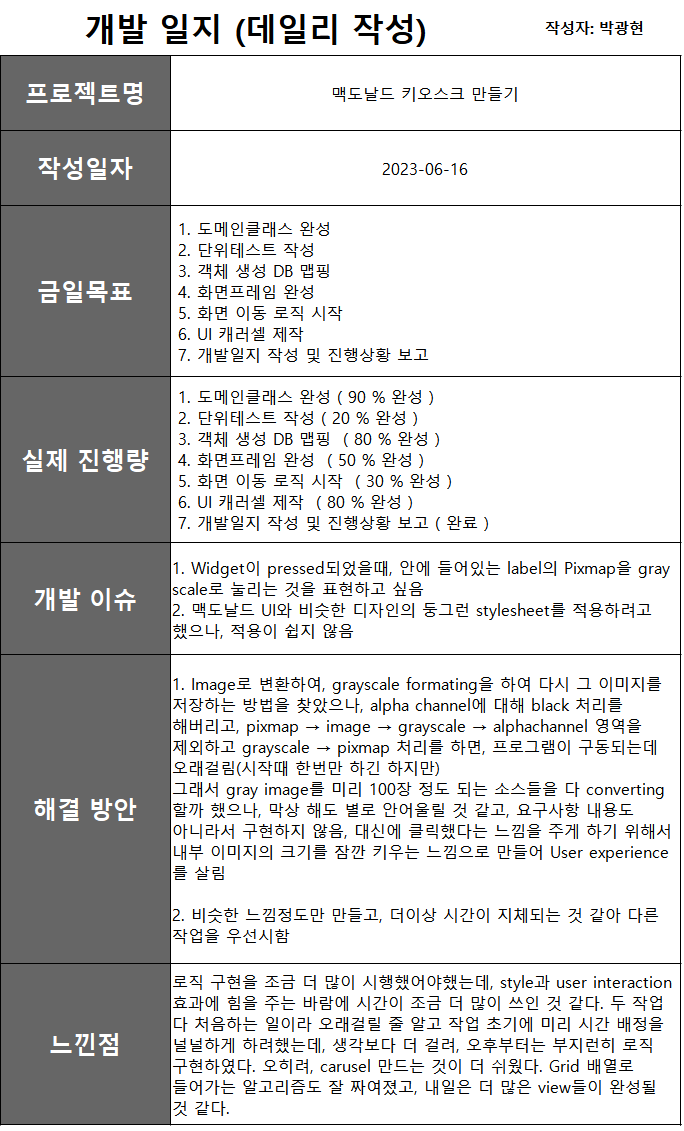 개발 일지 (데일리 작성)
작성자: 박광현
프로젝트명
맥도날드 키오스크 만들기
작성일자
2023-06-16
금일목표
1. 도메인클래스 완성
2. 단위테스트 작성
3. 객체 생성 DB 맵핑
4. 화면프레임 완성
5. 화면 이동 로직 시작
6. UI 캐러셀 제작
7. 개발일지 작성 및 진행상황 보고
실제 진행량
1. 도메인클래스 완성 ( 90 % 완성 )
2. 단위테스트 작성 ( 20 % 완성 )
3. 객체 생성 DB 맵핑  ( 80 % 완성 )
4. 화면프레임 완성  ( 50 % 완성 )
5. 화면 이동 로직 시작  ( 30 % 완성 )
6. UI 캐러셀 제작  ( 80 % 완성 )
7. 개발일지 작성 및 진행상황 보고 ( 완료 )
개발 이슈
1. Widget이 pressed되었을때, 안에 들어있는 label의 Pixmap을 gray
scale로 눌리는 것을 표현하고 싶음
2. 맥도날드 UI와 비슷한 디자인의 둥그런 stylesheet를 적용하려고
했으나, 적용이 쉽지 않음
해결 방안
1. Image로 변환하여, grayscale formating을 하여 다시 그 이미지를
저장하는 방법을 찾았으나, alpha channel에 대해 black 처리를
해버리고, pixmap → image → grayscale → alphachannel 영역을
제외하고 grayscale → pixmap 처리를 하면, 프로그램이 구동되는데
오래걸림(시작때 한번만 하긴 하지만)
그래서 gray image를 미리 100장 정도 되는 소스들을 다 converting
할까 했으나, 막상 해도 별로 안어울릴 것 같고, 요구사항 내용도
아니라서 구현하지 않음, 대신에 클릭했다는 느낌을 주게 하기 위해서
내부 이미지의 크기를 잠깐 키우는 느낌으로 만들어 User experience
를 살림
2. 비슷한 느낌정도만 만들고, 더이상 시간이 지체되는 것 같아 다른
작업을 우선시함
느낀점
로직 구현을 조금 더 많이 시행했어야했는데, style과 user interaction
효과에 힘을 주는 바람에 시간이 조금 더 많이 쓰인 것 같다. 두 작업
다 처음하는 일이라 오래걸릴 줄 알고 작업 초기에 미리 시간 배정을
널널하게 하려했는데, 생각보다 더 걸려, 오후부터는 부지런히 로직
구현하였다. 오히려, carusel 만드는 것이 더 쉬웠다. Grid 배열로
들어가는 알고리즘도 잘 짜여졌고, 내일은 더 많은 view들이 완성될
것 같다.